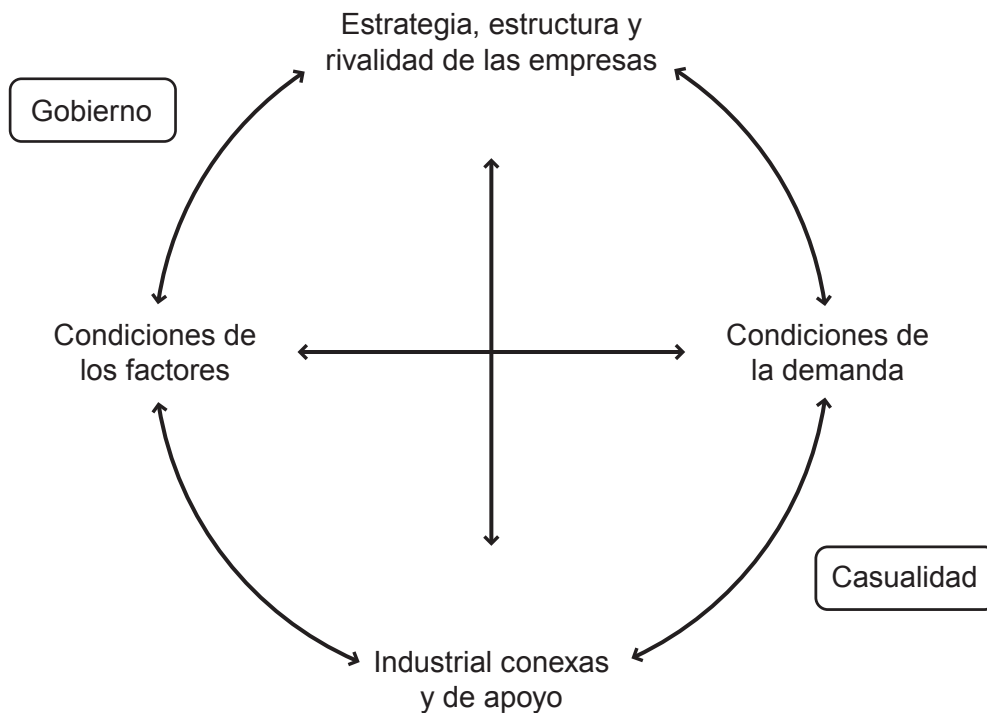 Estrategia, estructura y
rivalidad de las empresas
Gobierno
Condiciones de
los factores
Condiciones de
la demanda
Casualidad
Industrial conexas
y de apoyo